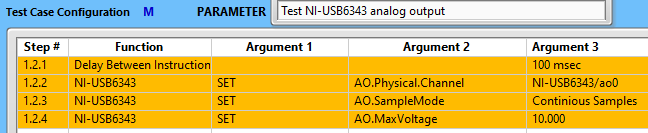 Test Case Configuration M PARAMETER Test NI-USB6343 analog output
Step # Function Argument 1 Argument 2 Argument 3
1.2.1 Delay Between Instruction 100 msec
1.2.2 NI-USB6343 SET AO.Physical.Channel NI-USB6343/ao0
1.2.3 NI-USB6343 SET AO.SampleMode Continious Samples
1.2.4 NI-USB6343 SET AO.MaxVoltage 10.000